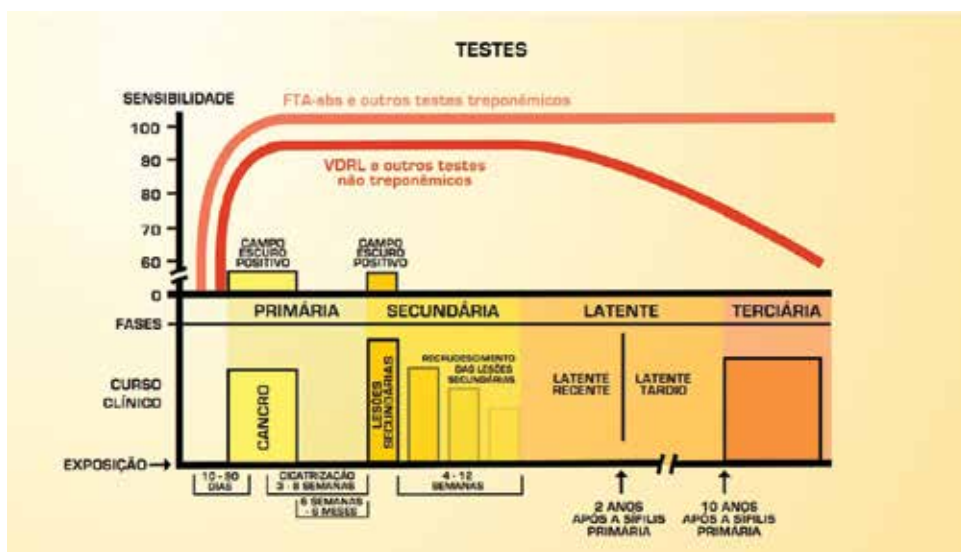 TESTES
SENSIBILIDADE
FTA-abs e outros testes treponêmicos
100
90
80
70
60
0
VDRL e outros testes
não treponêmicos
CAMPO
ESCURO
POSITIVO
CAMPO
ESCURO
POSITIVO
FASES
PRIMÁRIA
SECUNDÁRIA
LATENTE
TERCIÁRIA
CURSO
CLÍNICO
CANCRO
LESÕES
SECUNDÁRIAS
RECRUDESCIMENTO
DAS LESÕES
SECUNDÁRIAS
LATENTE
RECENTE
LATENTE
TARDIO
EXPOSIÇÃO
10 - 90
DIAS
CICATRIZAÇÃO
3 - 8 SEMANAS
6 SEMANAS
- 6 MESES
4 - 12
SEMANAS
2 ANOS
APÓS A SÍFILIS
PRIMÁRIA
10 ANOS
APÓS A SÍFILIS
PRIMÁRIA